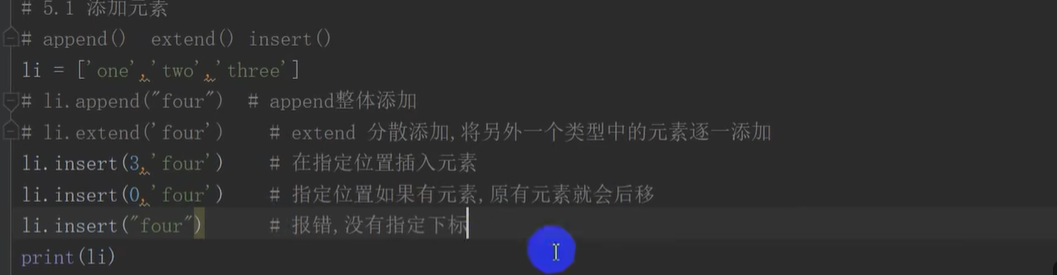 # 5.1 添加元素
# append()  extend() insert()
li = ['one','two','three']
# li.append("four")  # append整体添加
# li.extend('four')    # extend 分散添加,将另外一个类型中的元素逐一添加
li.insert(3,'four')    # 在指定位置插入元素
li.insert(0,'four')    # 指定位置如果有元素,原有元素就会后移
li.insert("four")      # 报错,没有指定下标
print(li)